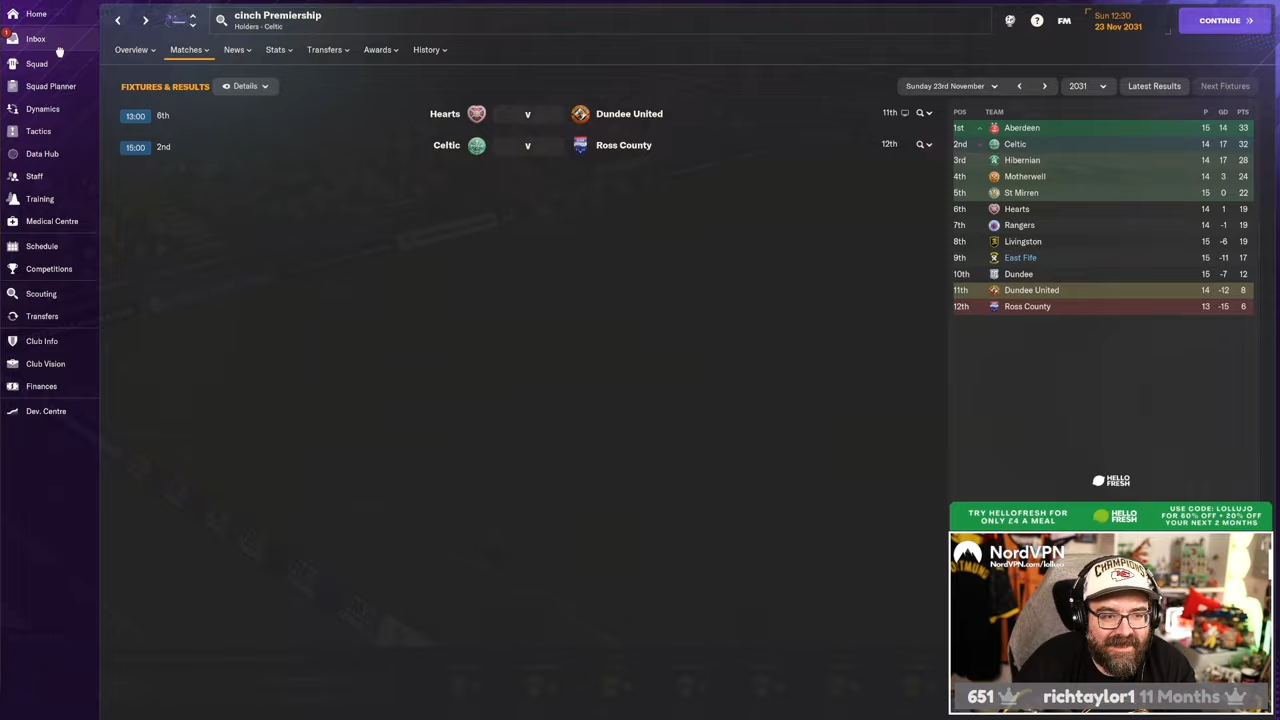 Home
1
Inbox
Squad
Squad Planner
Dynamics
Tactics
Data Hub
Staff
Training
Medical Centre
Schedule
Competitions
Scouting
Transfers
Club Info
Club Vision
Finances
Dev. Centre
cinch Premiership
Holders - Celtic
?
FM
Sun 12:30
23 Nov 2031
CONTINUE
Overview
Matches
News
Stats
Transfers
Awards
History
FIXTURES & RESULTS
Details
Sunday 23rd November
2031
Latest Results
Next Fixtures
13:00 6th Hearts v Dundee United 11th
15:00 2nd Celtic v Ross County 12th
POS TEAM P GD PTS
1st Aberdeen 15 14 33
2nd Celtic 14 17 32
3rd Hibernian 14 17 28
4th Motherwell 14 3 24
5th St Mirren 15 0 22
6th Hearts 14 1 19
7th Rangers 14 -1 19
8th Livingston 15 -6 19
9th East Fife 15 -11 17
10th Dundee 15 -7 12
11th Dundee United 14 -12 8
12th Ross County 13 -15 6
HELLO
FRESH
TRY HELLOFRESH FOR
ONLY £4 A MEAL
HELLO
FRESH
USE CODE: LOLLUJO
FOR 60% OFF + 20% OFF
YOUR NEXT 2 MONTHS
NordVPN
NordVPN.com/lollujo
CHAMPIONS
651 richtaylor1 11 Months